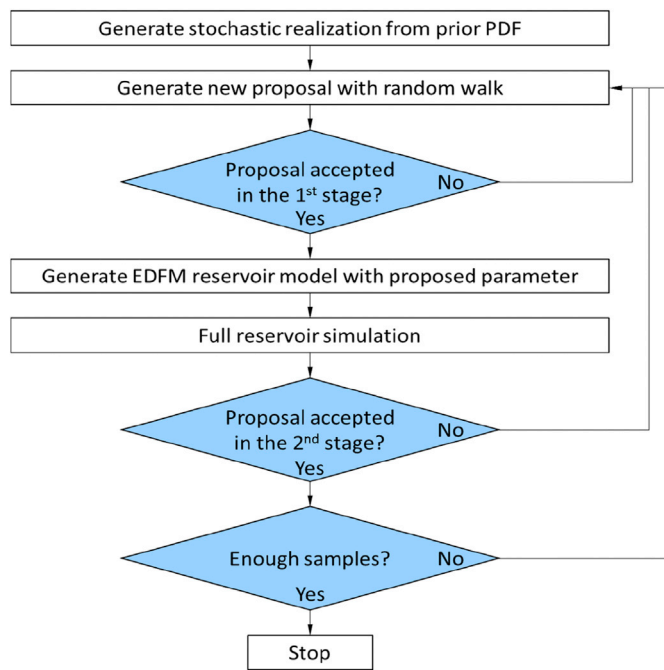 Generate stochastic realization from prior PDF
Generate new proposal with random walk
Proposal accepted
in the 1st stage?
No
Yes
Generate EDFM reservoir model with proposed parameter
Full reservoir simulation
Proposal accepted
in the 2nd stage?
No
Yes
Enough samples?
No
Yes
Stop